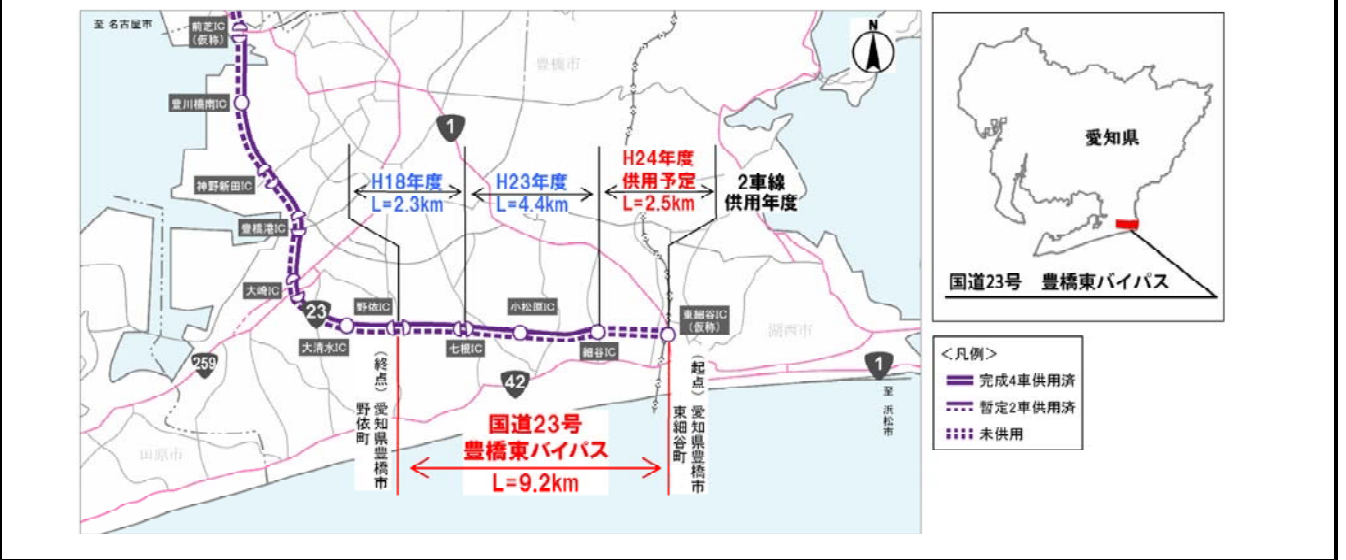 至 名古屋市
前芝IC
(仮称)
豊橋市
N
豊川橋南IC
1
神野新田IC
H18年度
L=2.3km
H23年度
L=4.4km
H24年度
供用予定
L=2.5km
2車線
供用年度
豊橋港IC
大崎IC
23
野依IC
小松原IC
東細谷IC
(仮称)
大清水IC
七根IC
細谷IC
湖西市
259
42
1
至 浜松市
(終点)愛知県豊橋市
野依町
(起点)愛知県豊橋市
東細谷町
国道23号
豊橋東バイパス
L=9.2km
田原市
愛知県
国道23号 豊橋東バイパス
<凡例>
完成4車供用済
暫定2車供用済
未供用